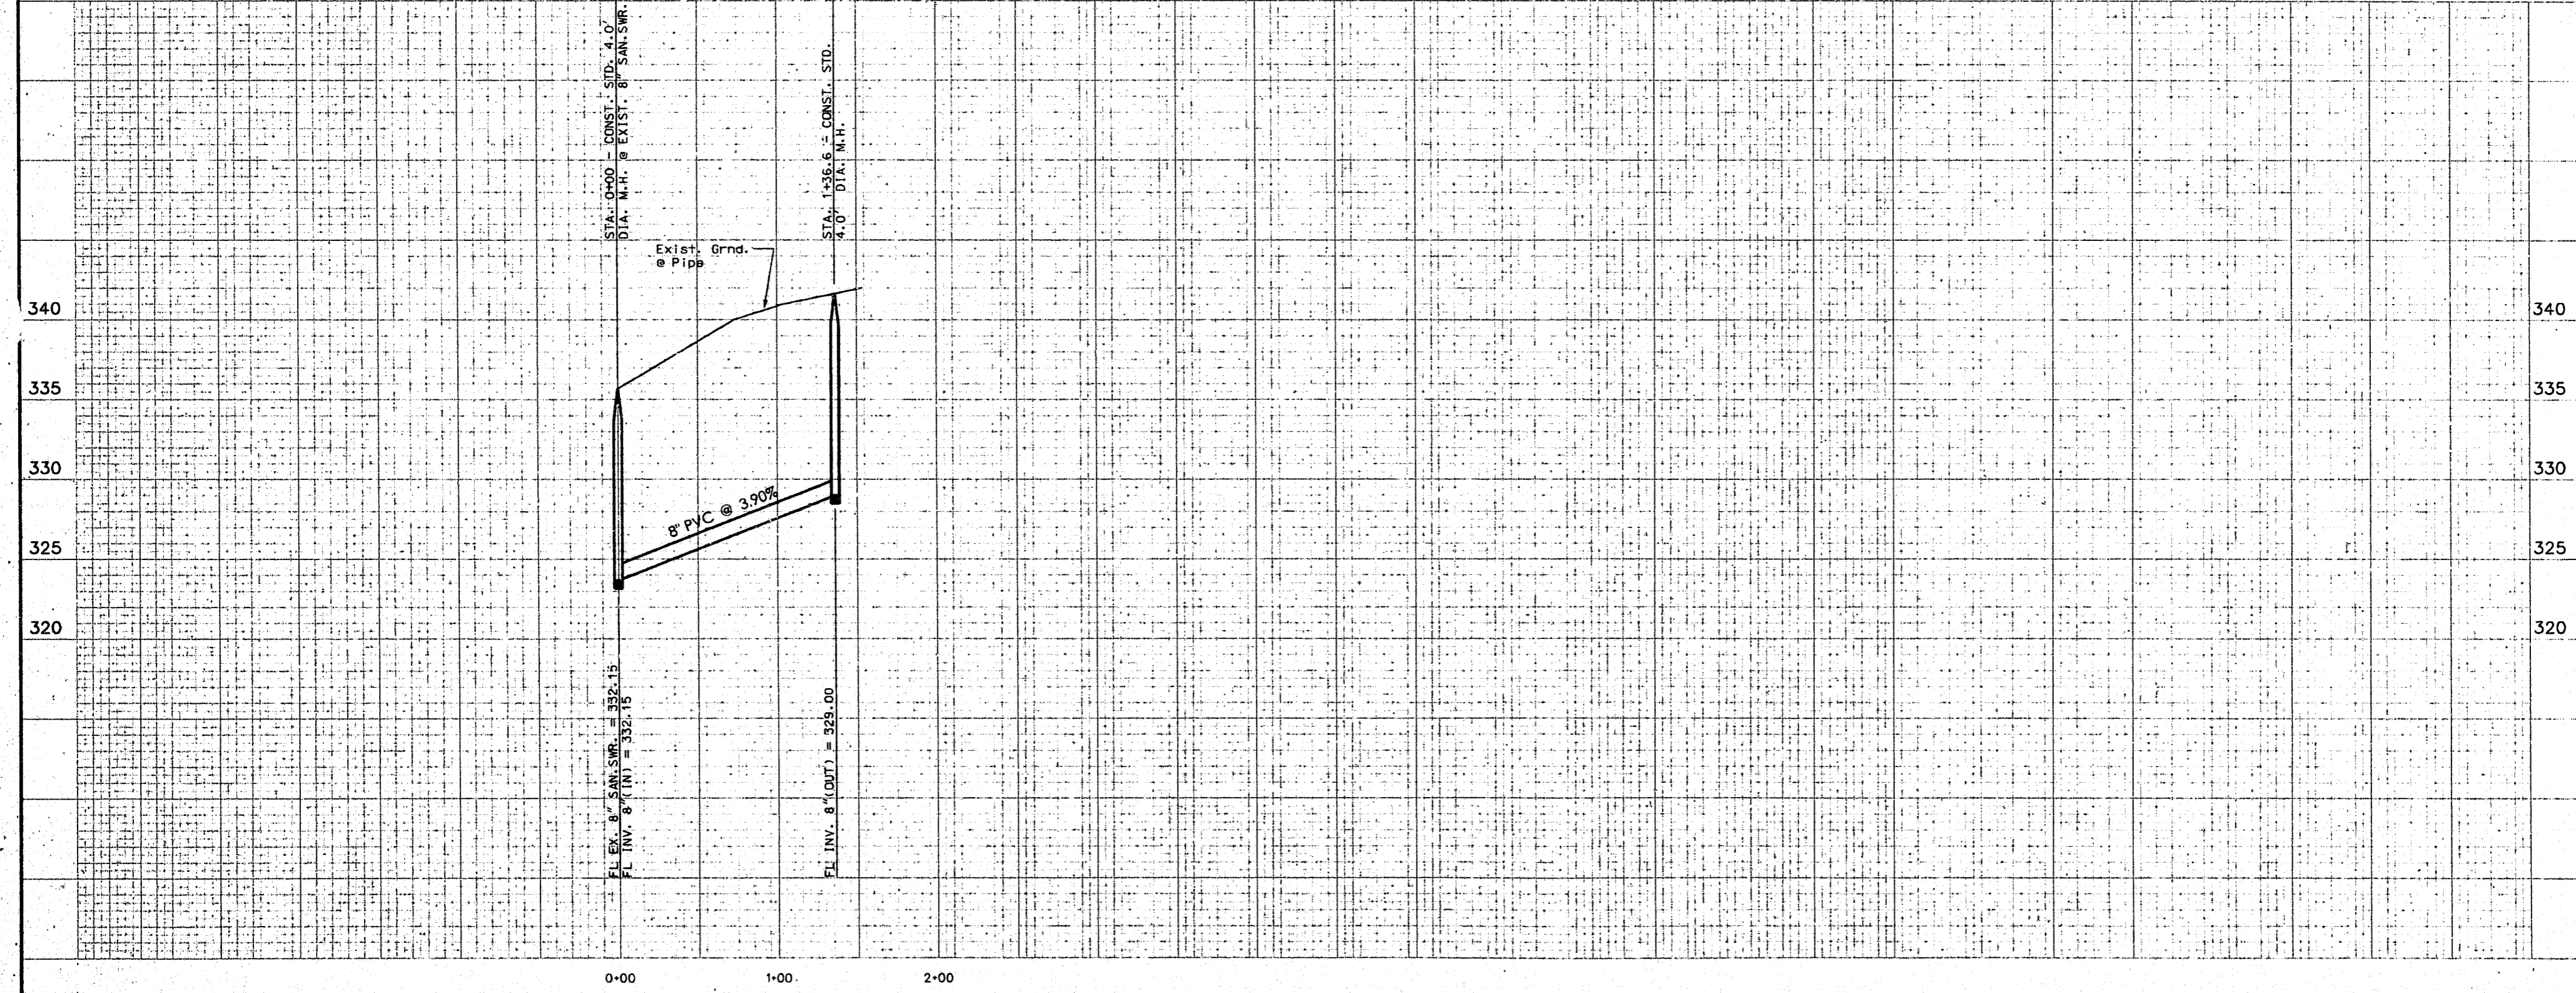 STA. 0+00 - CONST. STD. 4.0'
DIA. M.H. @ EXIST. 8" SAN.SWR.
STA. 1+36.6 - CONST. STD.
4.0' DIA. M.H.
Exist. Grnd.
@ Pipe
340
340
335
335
330
330
8" PVC @ 3.90%
325
325
320
320
FL EX. 8" SAN.SWR. = 332.15
FL INV. 8"(IN) = 332.15
FL INV. 8"(OUT) = 329.00
0+00
1+00
2+00